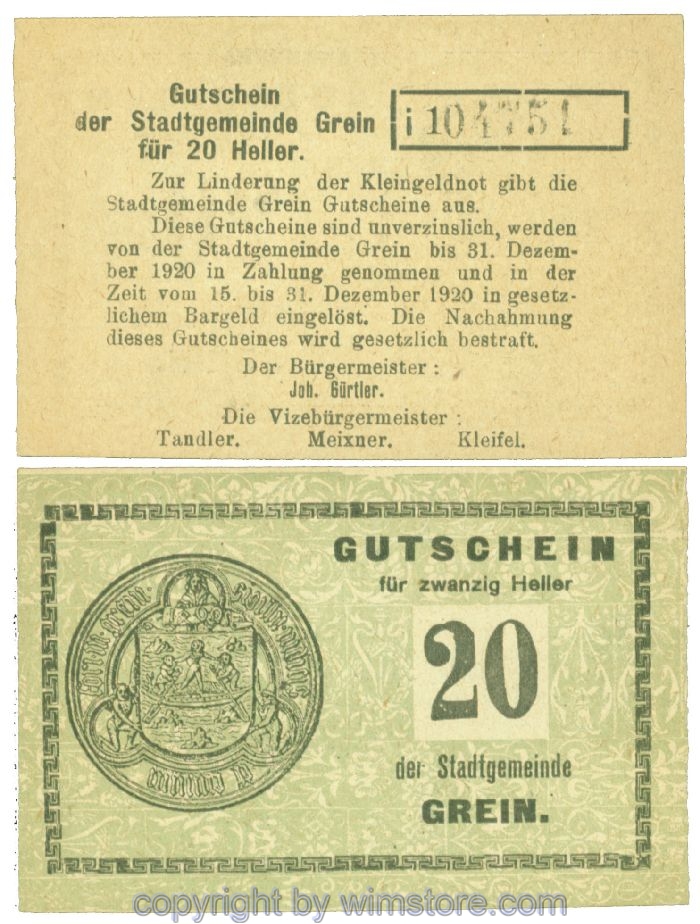 Gutschein
der Stadtgemeinde Grein
für 20 Heller.
i 104751
Zur Linderung der Kleingeldnot gibt die
Stadtgemeinde Grein Gutscheine aus.
Diese Gutscheine sind unverzinslich, werden
von der Stadtgemeinde Grein bis 31. Dezem-
ber 1920 in Zahlung genommen und in der
Zeit vom 15. bis 31. Dezember 1920 in gesetz-
lichem Bargeld eingelöst. Die Nachahmung
dieses Gutscheines wird gesetzlich bestraft.
Der Bürgermeister :
Joh. Gürtler.
Die Vizebürgermeister :
Tandler. Meixner. Kleifel.
GUTSCHEIN
für zwanzig Heller
20
der Stadtgemeinde
GREIN.
copyright by wimstore.com